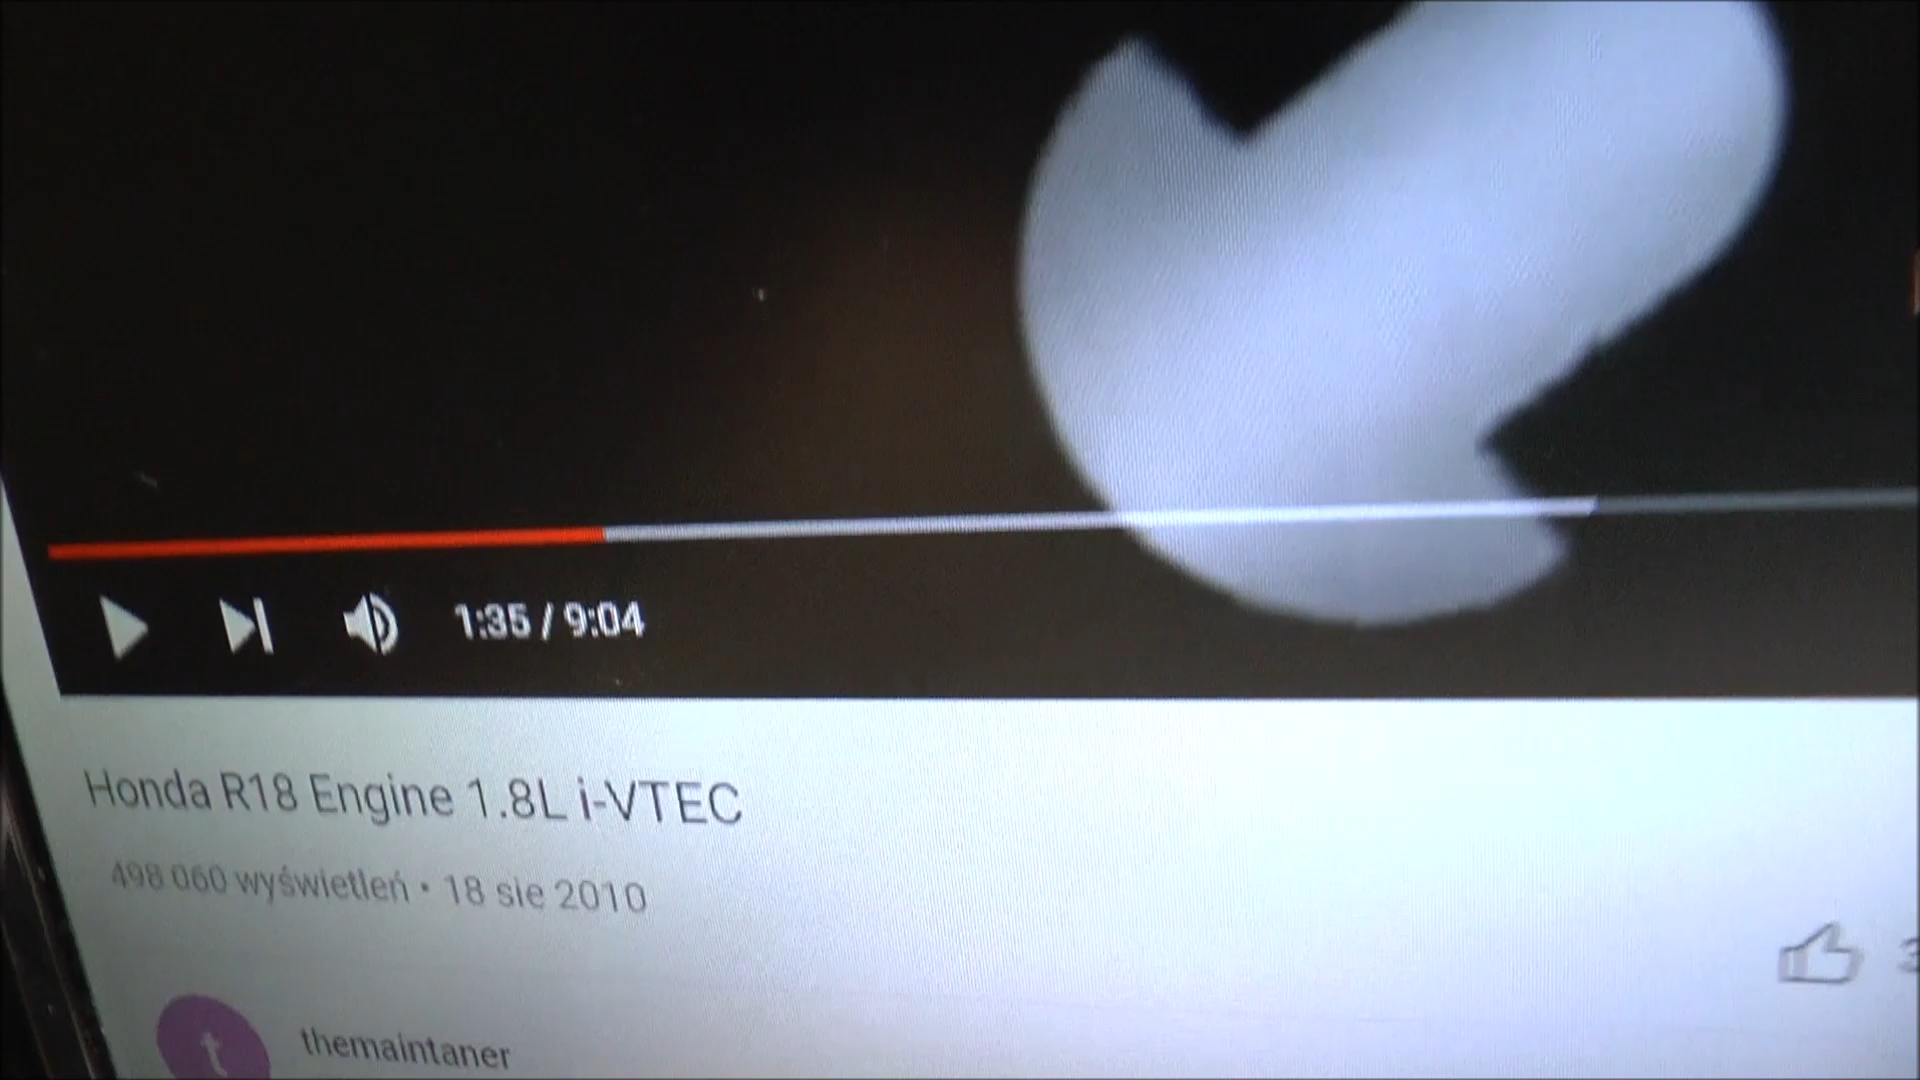 1:35 / 9:04
Honda R18 Engine 1.8L i-VTEC
498 060 wyświetleń • 18 sie 2010
t
themaintaner